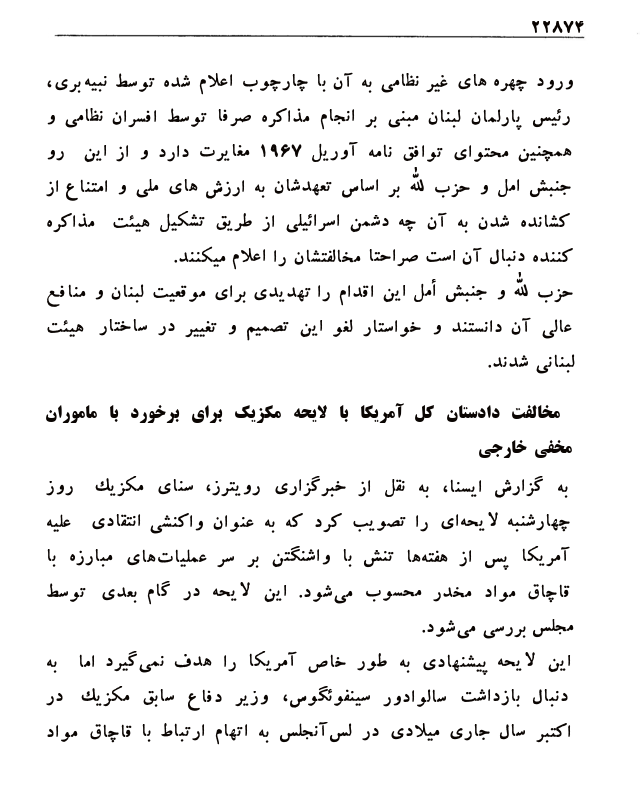 ۲۲۸۷۴
ورود چهره های غیر نظامی به آن با چارچوب اعلام شده توسط نبیه‌بری،
رئیس پارلمان لبنان مبنی بر انجام مذاکره صرفا توسط افسران نظامی و
همچنین محتوای توافق نامه آوریل ۱۹۶۷ مغایرت دارد و از این رو
جنبش امل و حزب الله بر اساس تعهدشان به ارزش های ملی و امتناع از
کشانده شدن به آن چه دشمن اسرائیلی از طریق تشکیل هیئت مذاکره
کننده دنبال آن است صراحتا مخالفتشان را اعلام میکنند.
حزب الله و جنبش أمل این اقدام را تهدیدی برای موقعیت لبنان و منافع
عالی آن دانستند و خواستار لغو این تصمیم و تغییر در ساختار هیئت
لبنانی شدند.
مخالفت دادستان کل آمریکا با لایحه مکزیک برای برخورد با ماموران
مخفی خارجی
به گزارش ایسنا، به نقل از خبرگزاری رویترز، سنای مکزیك روز
چهارشنبه لایحه‌ای را تصویب کرد که به عنوان واکنشی انتقادی علیه
آمریکا پس از هفته‌ها تنش با واشنگتن بر سر عملیات‌های مبارزه با
قاچاق مواد مخدر محسوب می‌شود. این لایحه در گام بعدی توسط
مجلس بررسی می‌شود.
این لایحه پیشنهادی به طور خاص آمریکا را هدف نمی‌گیرد اما به
دنبال بازداشت سالوادور سینفوئگوس، وزیر دفاع سابق مکزیك در
اکتبر سال جاری میلادی در لس‌آنجلس به اتهام ارتباط با قاچاق مواد